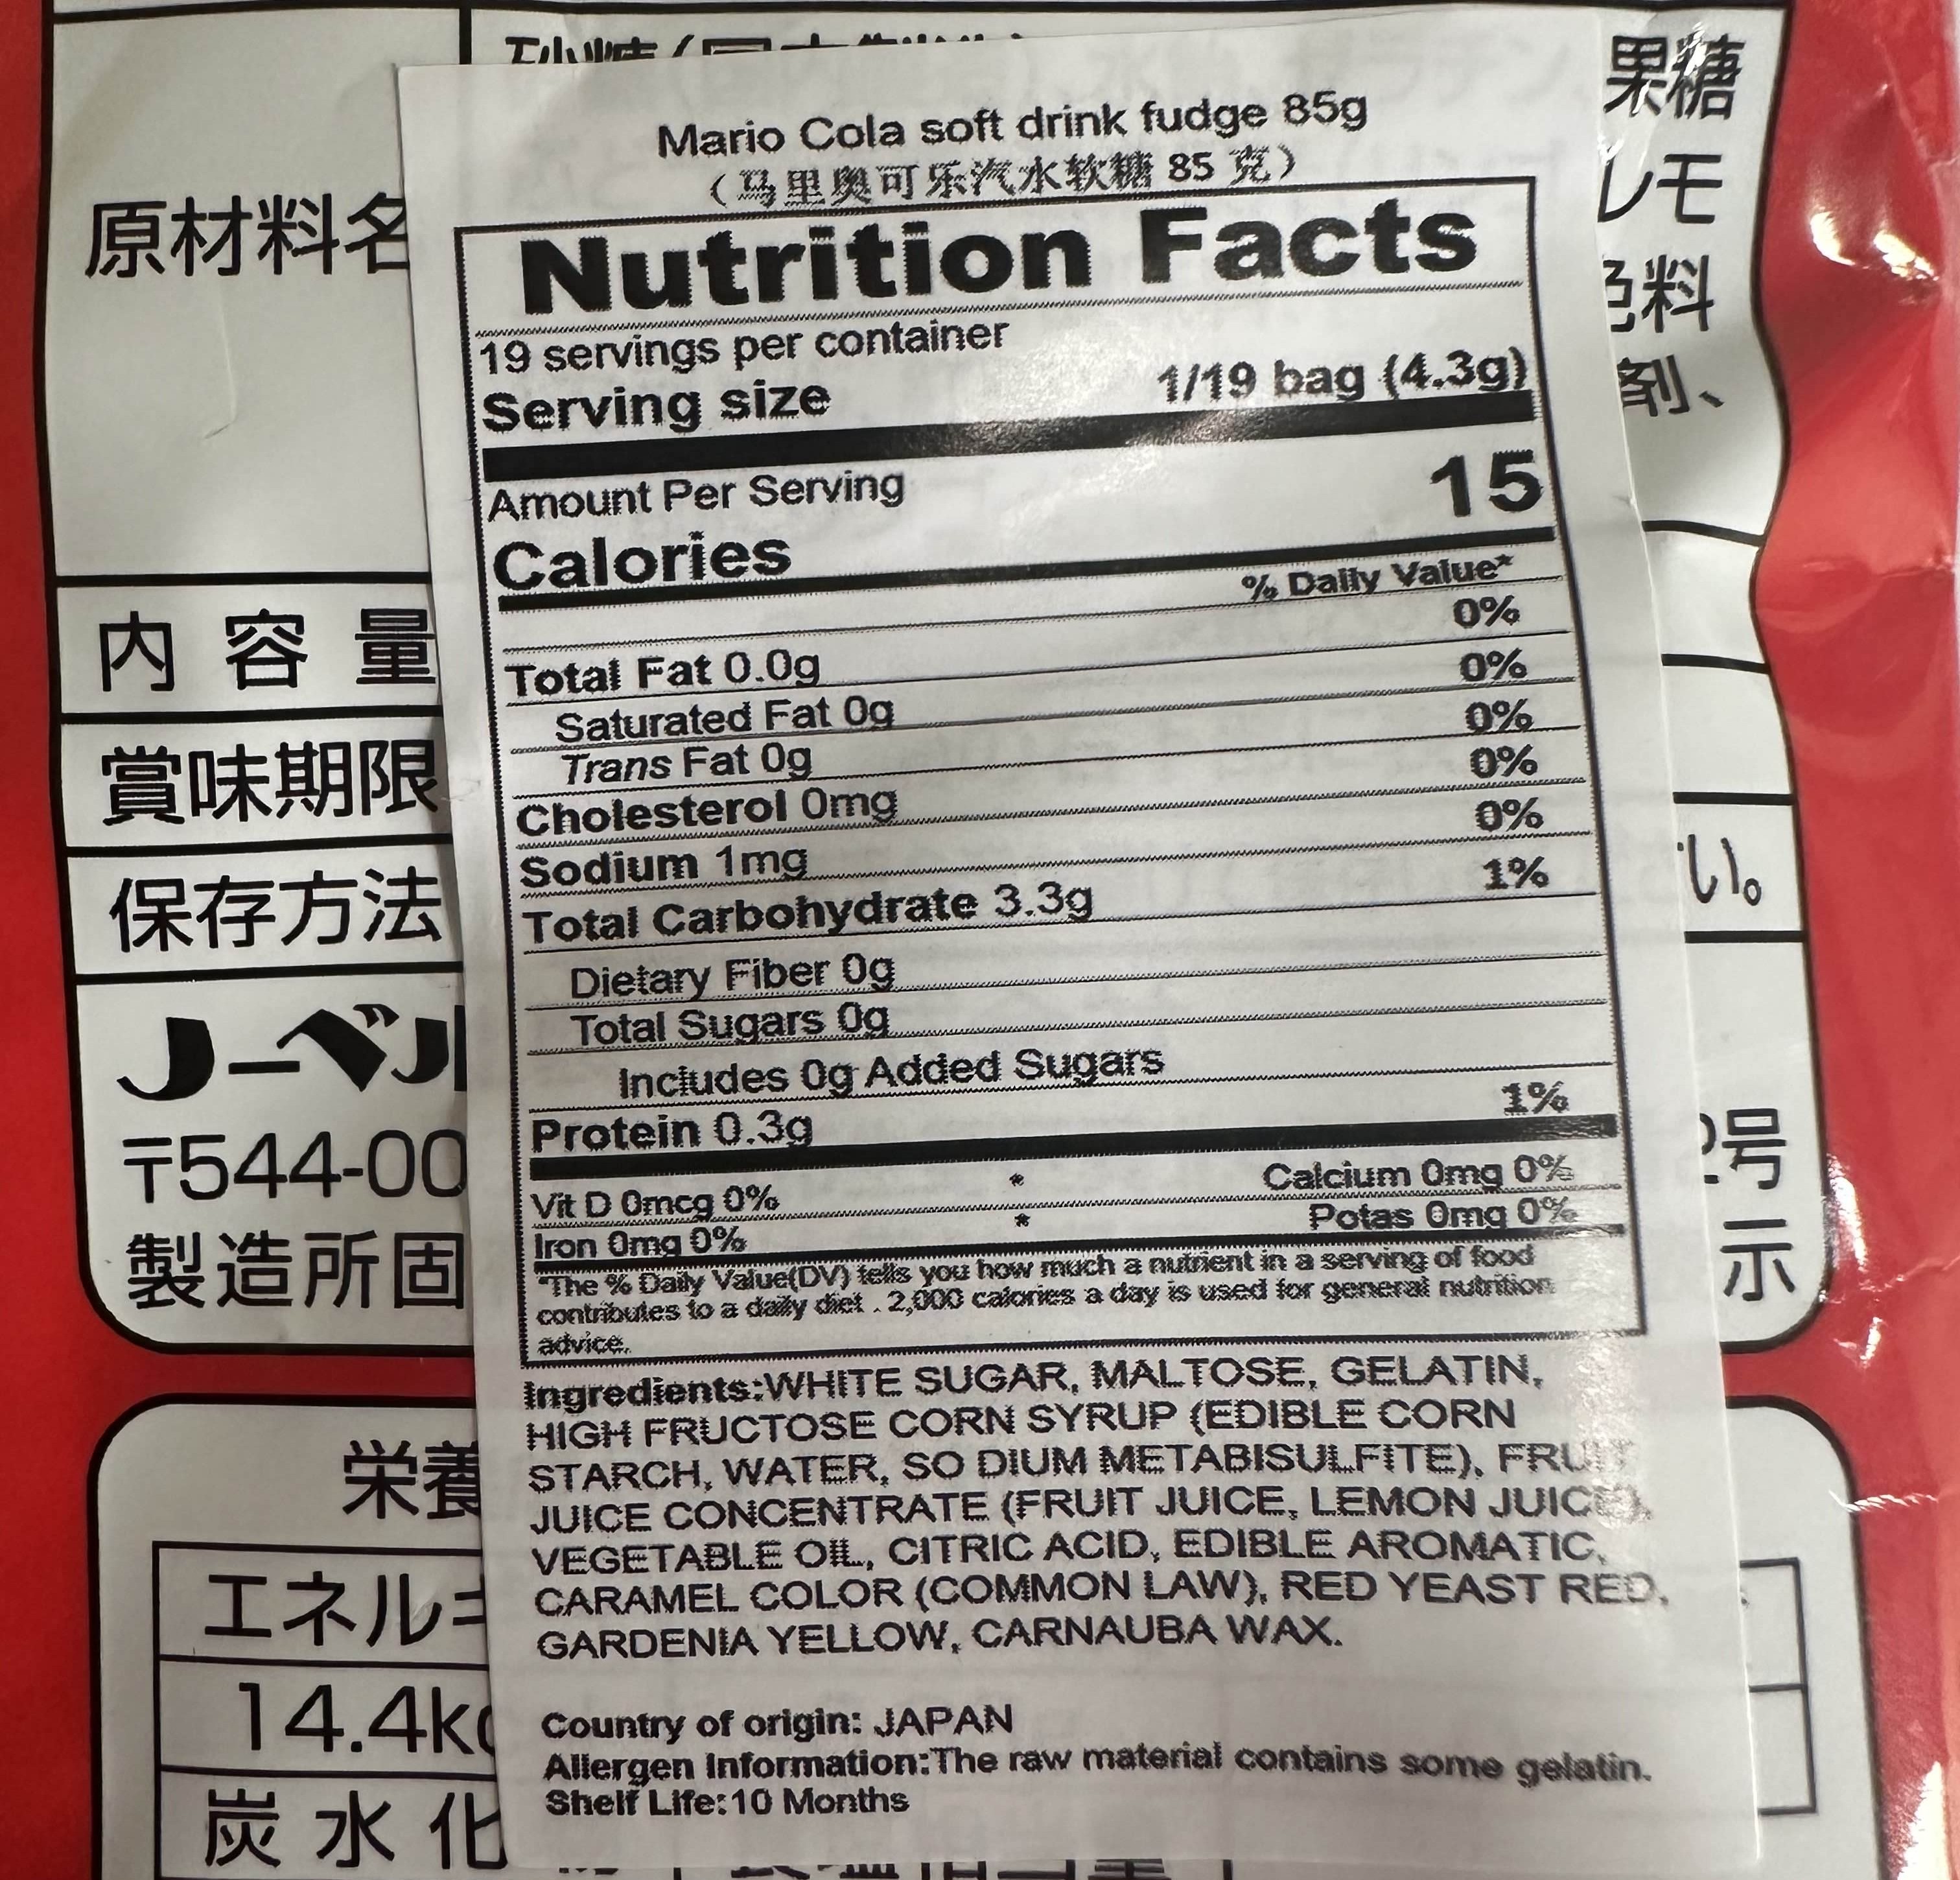 果糖
レモ
色料
剤、
原材料名
内容量
賞味期限
保存方法
い。
ノーベル
〒544-00
号
製造所固
示
栄養
エネルギ
14.4kc
炭水化
Mario Cola soft drink fudge 85g
（马里奥可乐汽水软糖 85 克）
Nutrition Facts
19 servings per container
Serving size 1/19 bag (4.3g)
Amount Per Serving 15
Calories
% Daily Value*
0%
Total Fat 0.0g
0%
Saturated Fat 0g
0%
Trans Fat 0g
0%
Cholesterol 0mg
0%
Sodium 1mg
1%
Total Carbohydrate 3.3g
Dietary Fiber 0g
Total Sugars 0g
Includes 0g Added Sugars
1%
Protein 0.3g
Vit D 0mcg 0% * Calcium 0mg 0%
Iron 0mg 0% * Potas 0mg 0%
*The % Daily Value(DV) tells you how much a nutrient in a serving of food
contributes to a daily diet . 2,000 calories a day is used for general nutrition
advice.
Ingredients:WHITE SUGAR, MALTOSE, GELATIN,
HIGH FRUCTOSE CORN SYRUP (EDIBLE CORN
STARCH, WATER, SO DIUM METABISULFITE), FRUIT
JUICE CONCENTRATE (FRUIT JUICE, LEMON JUICE),
VEGETABLE OIL, CITRIC ACID, EDIBLE AROMATIC,
CARAMEL COLOR (COMMON LAW), RED YEAST RED,
GARDENIA YELLOW, CARNAUBA WAX.
Country of origin: JAPAN
Allergen Information:The raw material contains some gelatin.
Shelf Life:10 Months